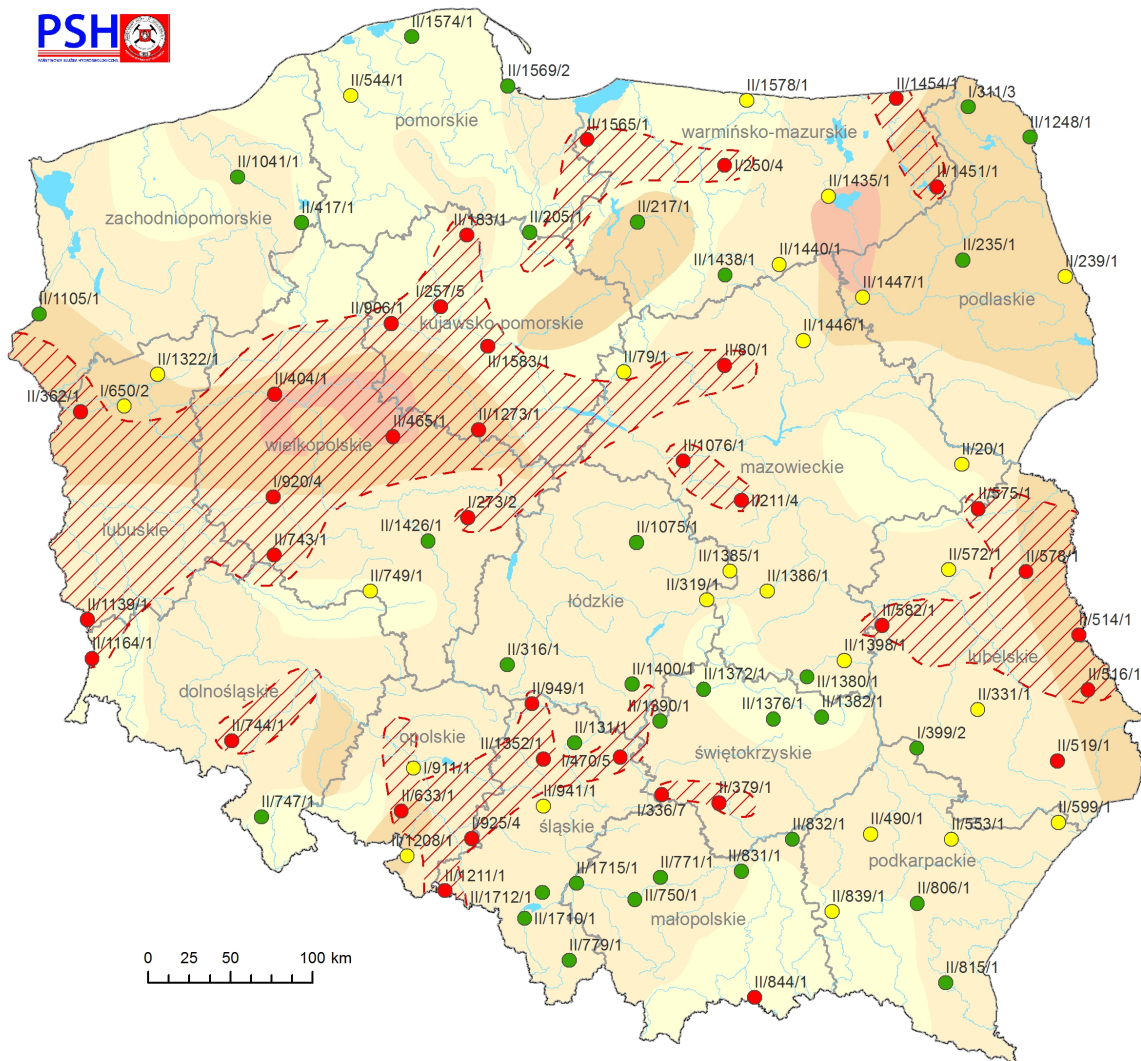 PSH
PAŃSTWOWA SŁUŻBA HYDROGEOLOGICZNA
II/1574/1
II/1569/2
II/544/1
II/1578/1
II/1454/1
I/311/3
pomorskie
II/1248/1
II/1565/1
warmińsko-mazurskie
II/1041/1
I/250/4
II/1435/1
II/1451/1
zachodniopomorskie
II/417/1
II/183/1
II/205/1
II/217/1
II/235/1
II/1438/1
II/1440/1
II/239/1
II/1105/1
I/257/5
II/1447/1
podlaskie
II/906/1
kujawsko-pomorskie
II/1446/1
II/1322/1
II/1583/1
II/79/1
II/80/1
II/362/1
I/650/2
II/404/1
II/465/1
II/1273/1
wielkopolskie
II/1076/1
mazowieckie
II/20/1
I/920/4
I/273/2
I/211/4
II/575/1
lubuskie
II/743/1
II/1426/1
II/1075/1
II/572/1
II/578/1
II/1385/1
II/749/1
II/319/1
II/1386/1
łódzkie
II/1139/1
II/582/1
II/514/1
II/1164/1
II/316/1
II/1398/1
lubelskie
II/1400/1
II/1372/1
II/1380/1
II/516/1
dolnośląskie
II/949/1
II/1390/1
II/1376/1
II/1382/1
II/331/1
II/744/1
opolskie
II/131/1
II/1352/1
I/470/5
świętokrzyskie
I/399/2
II/519/1
I/911/1
II/747/1
II/633/1
II/941/1
I/336/7
II/379/1
II/599/1
I/925/4
śląskie
II/832/1
II/490/1
II/553/1
II/1208/1
podkarpackie
II/1211/1
II/1715/1
II/771/1
II/831/1
II/1712/1
II/750/1
II/839/1
II/806/1
II/1710/1
małopolskie
II/779/1
II/815/1
0 25 50 100 km
II/844/1